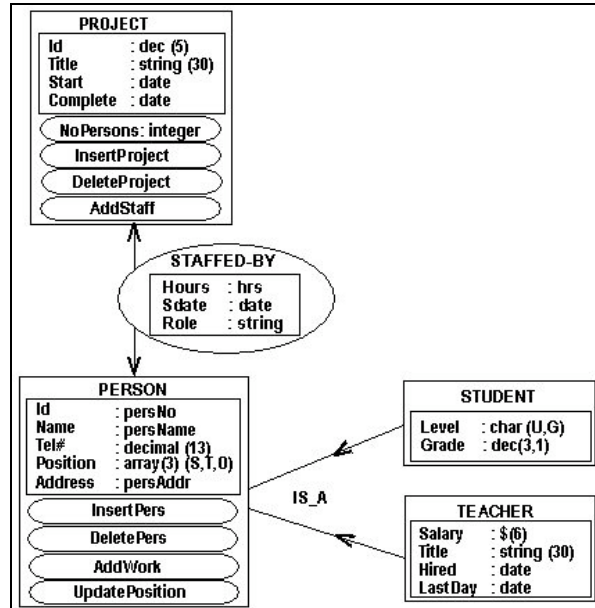 PROJECT
Id : dec (5)
Title : string (30)
Start : date
Complete : date
NoPersons: integer
InsertProject
DeleteProject
AddStaff
STAFFED-BY
Hours : hrs
Sdate : date
Role : string
PERSON
Id : persNo
Name : persName
Tel# : decimal (13)
Position : array(3) (S,T,O)
Address : persAddr
InsertPers
DeletePers
AddWork
UpdatePosition
IS_A
STUDENT
Level : char (U,G)
Grade : dec(3,1)
TEACHER
Salary : $(6)
Title : string (30)
Hired : date
LastDay : date